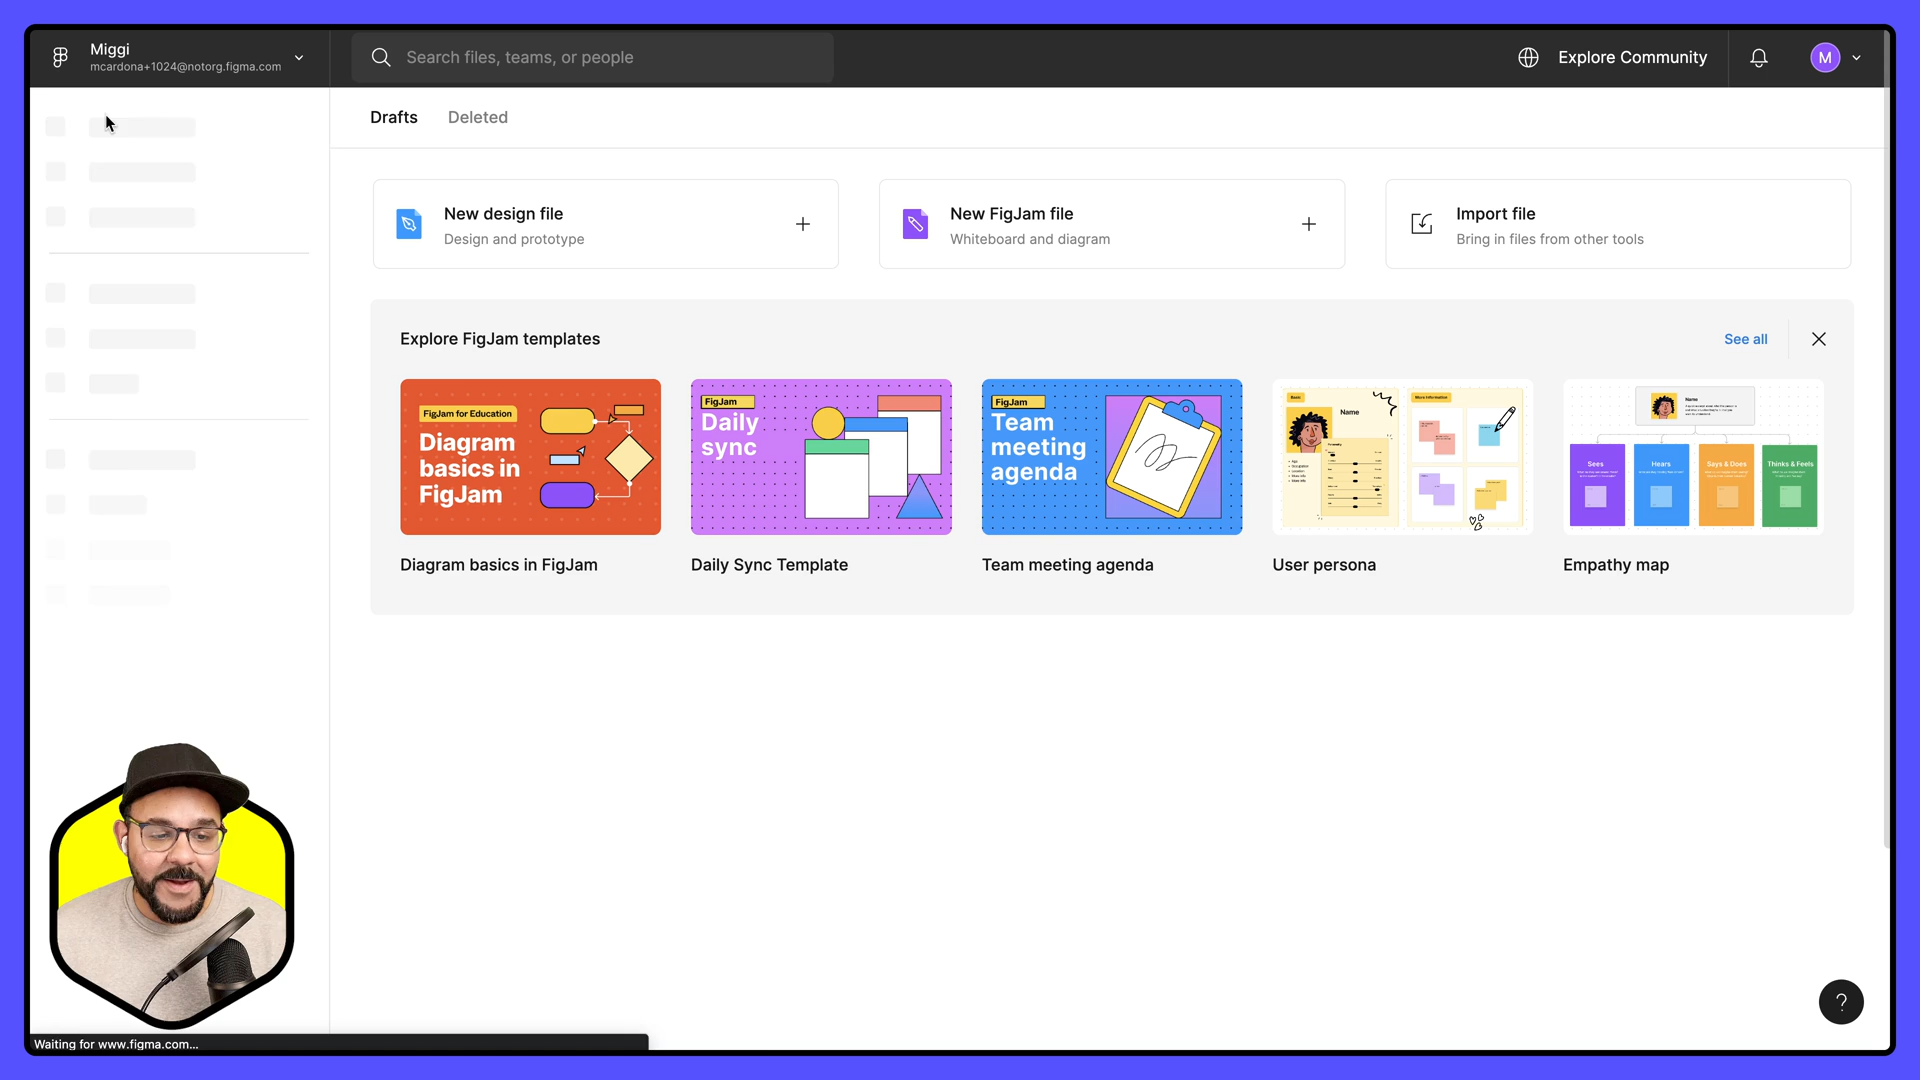 Miggi
mcardona+1024@notorg.figma.com
Search files, teams, or people
Explore Community
M
Drafts
Deleted
New design file
Design and prototype
New FigJam file
Whiteboard and diagram
Import file
Bring in files from other tools
Explore FigJam templates
See all
FigJam for Education
Diagram
basics in
FigJam
FigJam
Daily
sync
FigJam
Team
meeting
agenda
Basic
Name
More information
Name
Sees
Hears
Says & Does
Thinks & Feels
Diagram basics in FigJam
Daily Sync Template
Team meeting agenda
User persona
Empathy map
?
Waiting for www.figma.com...